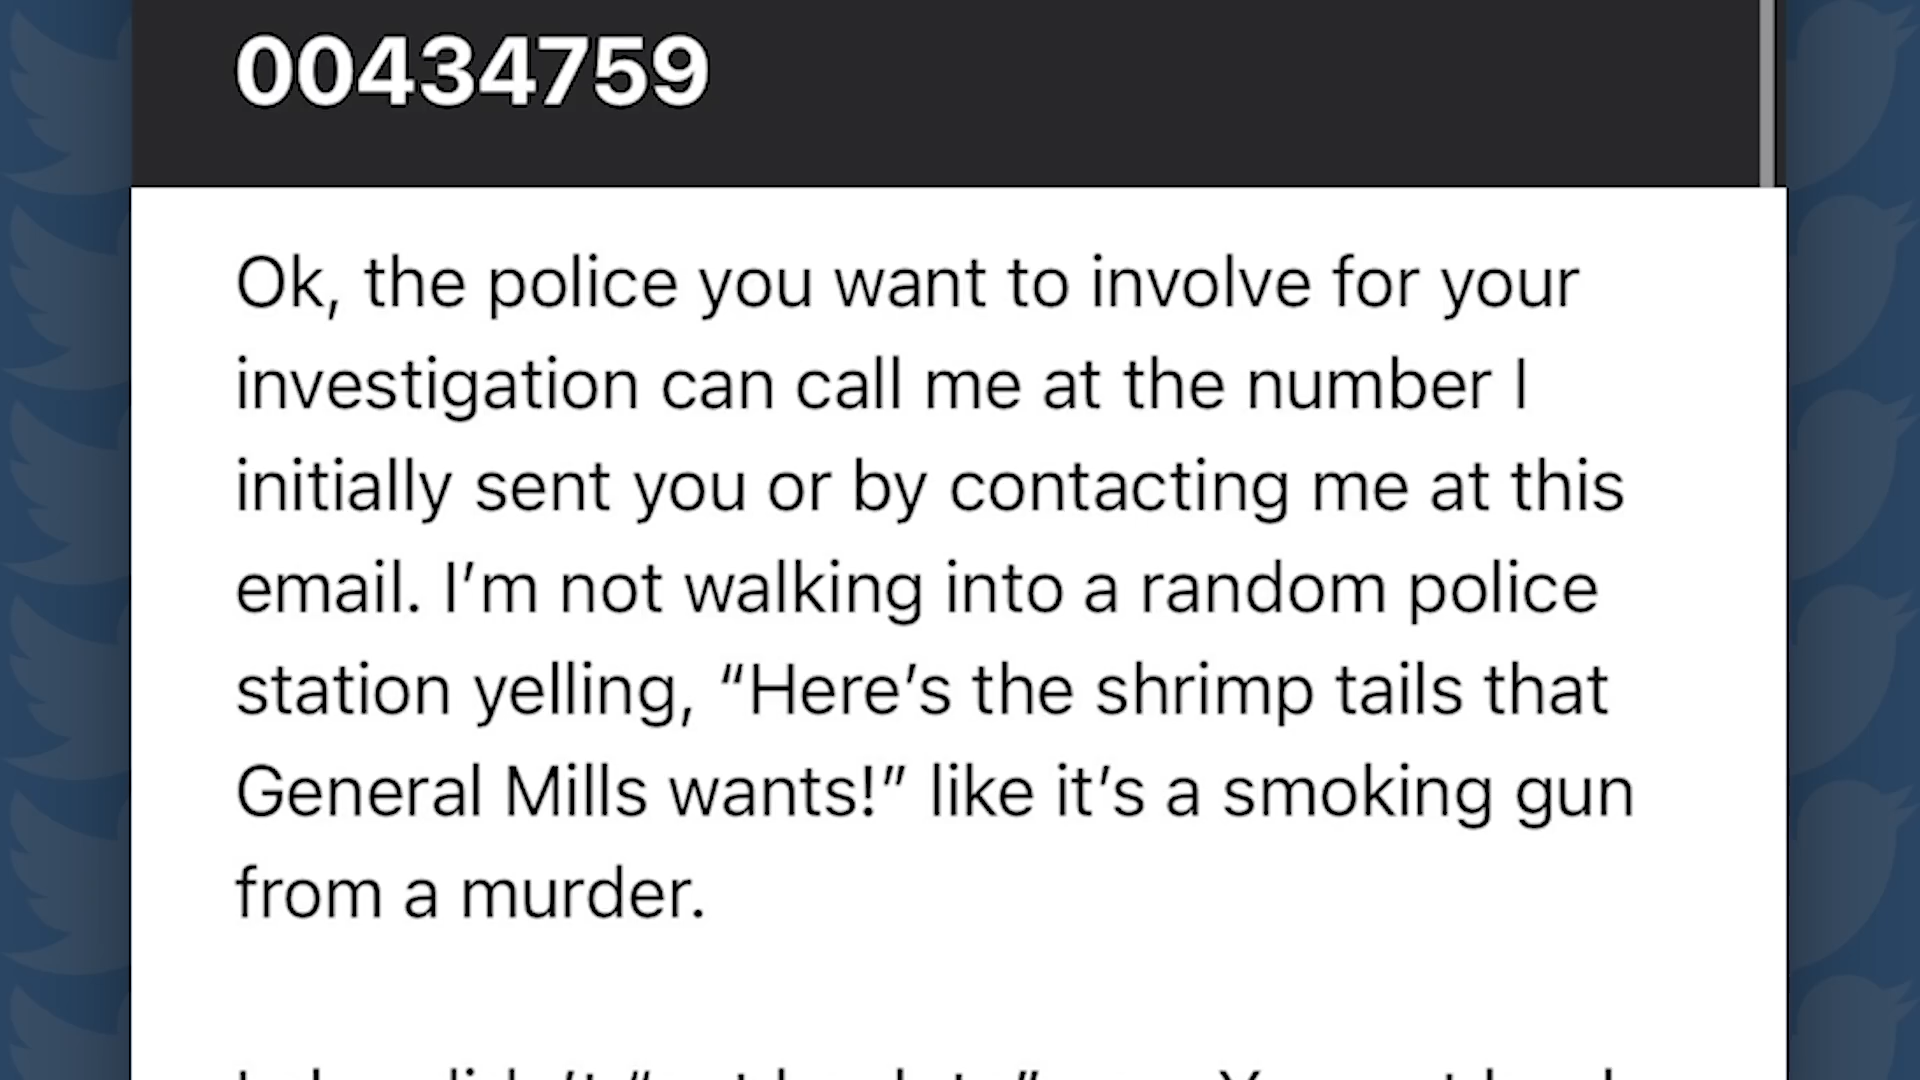 00434759
Ok, the police you want to involve for your
investigation can call me at the number I
initially sent you or by contacting me at this
email. I’m not walking into a random police
station yelling, “Here’s the shrimp tails that
General Mills wants!” like it’s a smoking gun
from a murder.